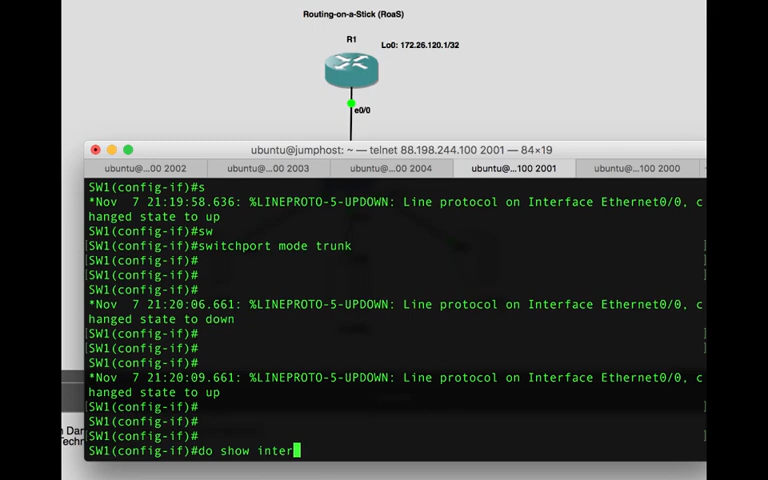 Routing-on-a-Stick (RoaS)
R1
Lo0: 172.26.120.1/32
e0/0
ubuntu@jumphost: ~ — telnet 88.198.244.100 2001 — 84×19
ubuntu@...00 2002
ubuntu@...00 2003
ubuntu@...00 2004
ubuntu@...100 2001
ubuntu@...100 2000
SW1(config-if)#s
*Nov  7 21:19:58.636: %LINEPROTO-5-UPDOWN: Line protocol on Interface Ethernet0/0, c
hanged state to up
SW1(config-if)#sw
[SW1(config-if)#switchport mode trunk ]
[SW1(config-if)# ]
[SW1(config-if)# ]
SW1(config-if)#
*Nov  7 21:20:06.661: %LINEPROTO-5-UPDOWN: Line protocol on Interface Ethernet0/0, c
hanged state to down
[SW1(config-if)# ]
[SW1(config-if)# ]
SW1(config-if)#
*Nov  7 21:20:09.661: %LINEPROTO-5-UPDOWN: Line protocol on Interface Ethernet0/0, c
hanged state to up
[SW1(config-if)# ]
[SW1(config-if)# ]
[SW1(config-if)# ]
SW1(config-if)#do show inter